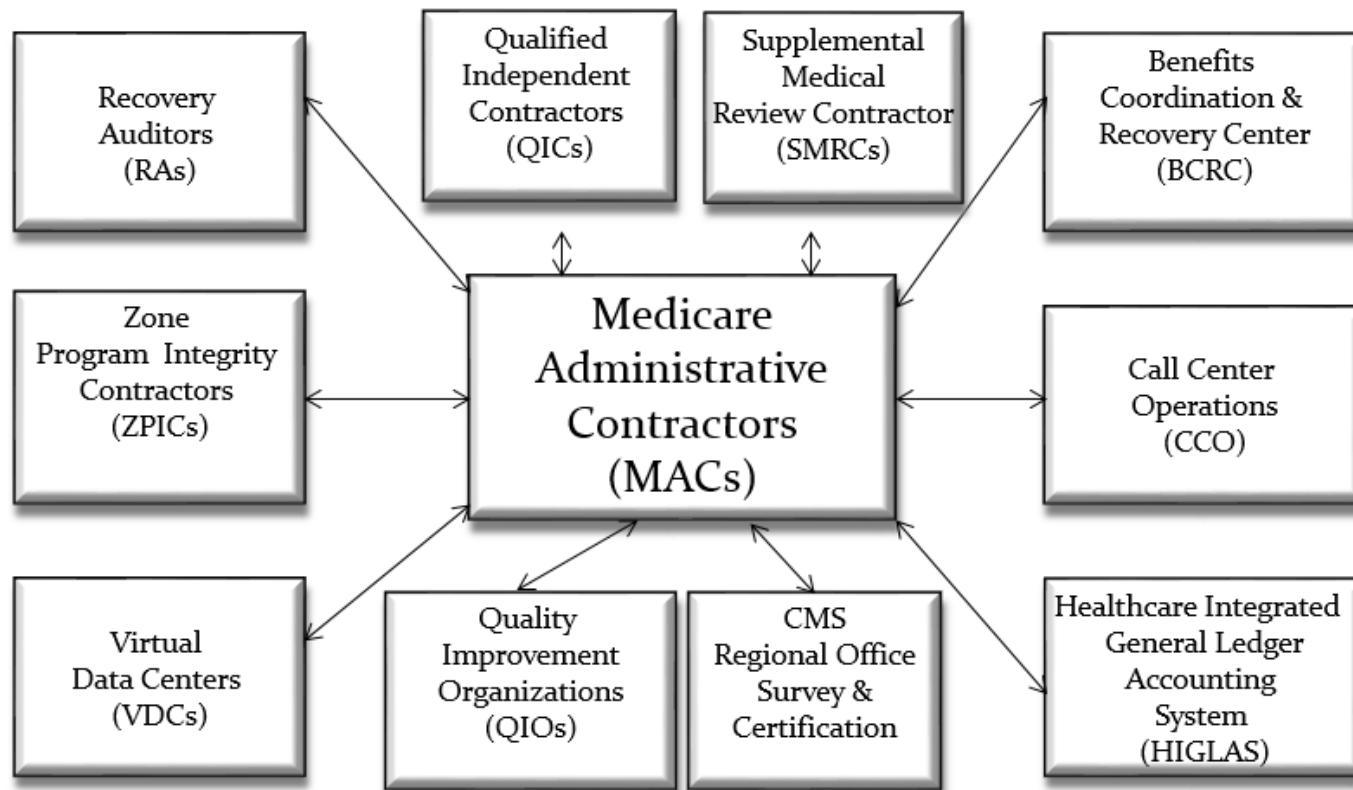 Recovery
Auditors
(RAs)
Qualified
Independent
Contractors
(QICs)
Supplemental
Medical
Review Contractor
(SMRCs)
Benefits
Coordination &
Recovery Center
(BCRC)
Zone
Program Integrity
Contractors
(ZPICs)
Medicare
Administrative
Contractors
(MACs)
Call Center
Operations
(CCO)
Virtual
Data Centers
(VDCs)
Quality
Improvement
Organizations
(QIOs)
CMS
Regional Office
Survey &
Certification
Healthcare Integrated
General Ledger
Accounting
System
(HIGLAS)